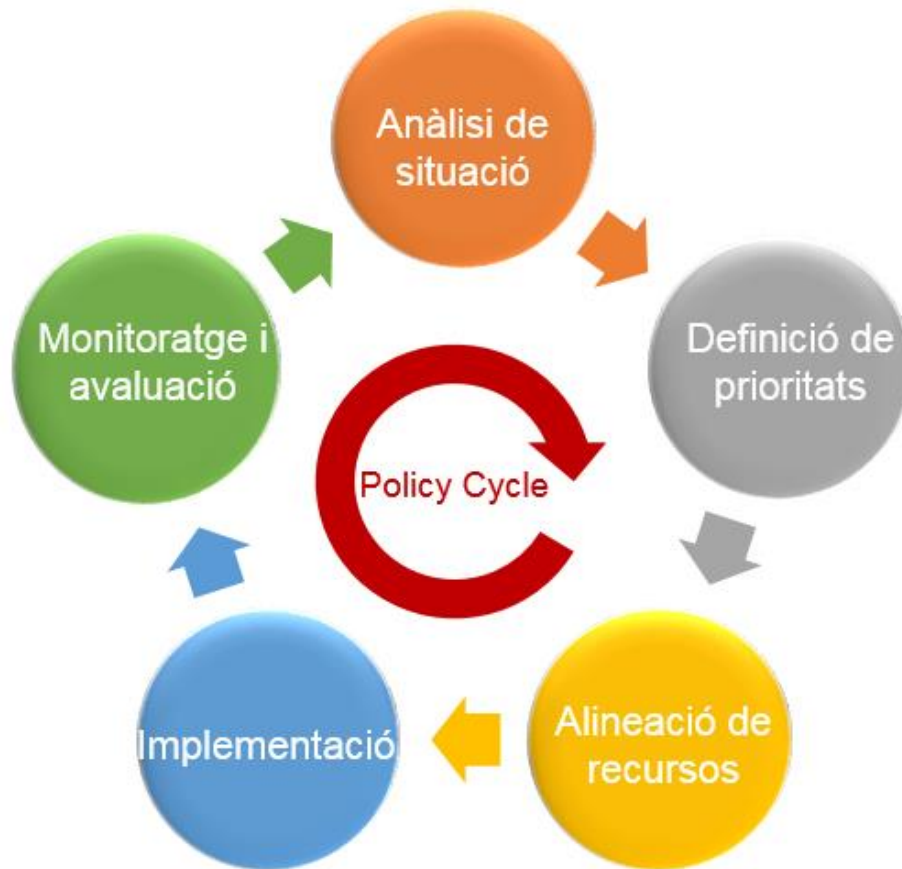 Anàlisi de
situació
Definició de
prioritats
Alineació de
recursos
Implementació
Monitoratge i
avaluació
Policy Cycle